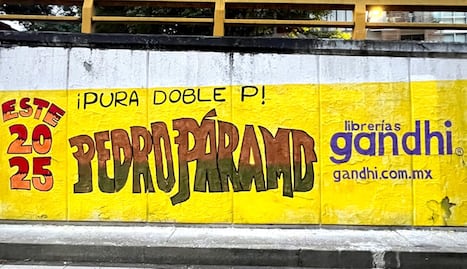 ESTE
20
25
¡PURA DOBLE P!
PEDRO PÁRAMO
librerías
gandhi®
gandhi.com.mx